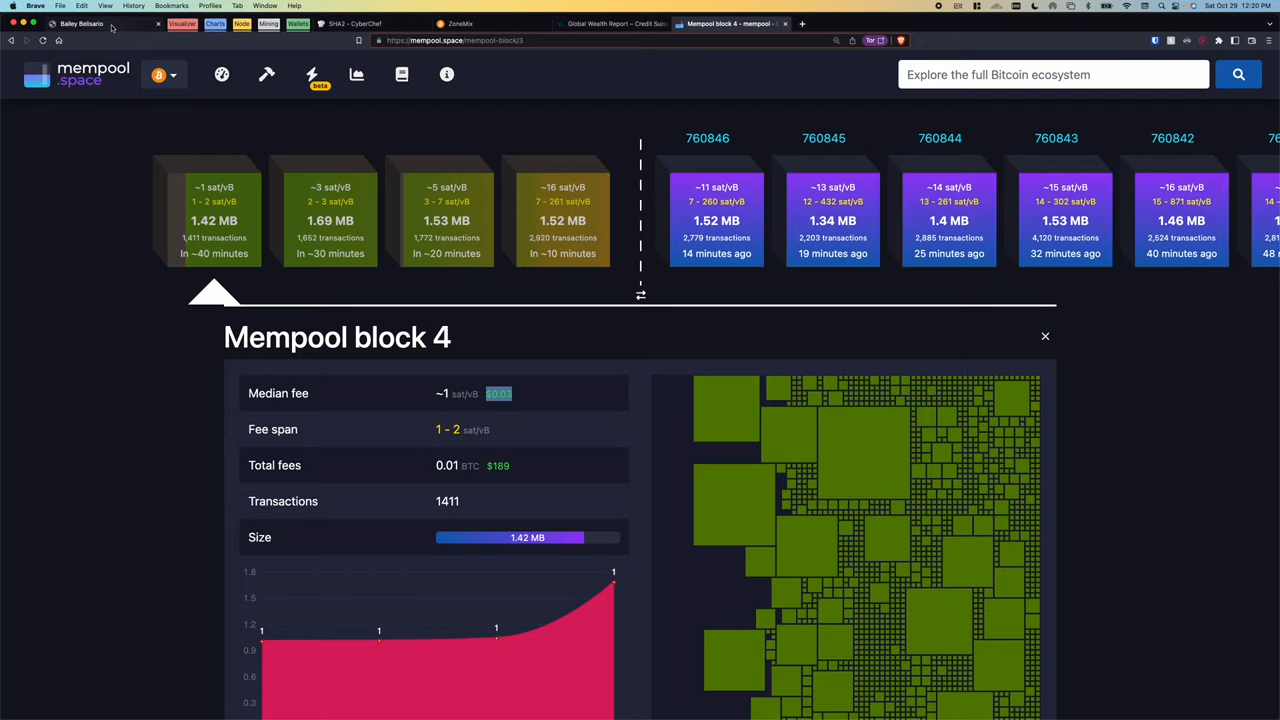 Brave File Edit View History Bookmarks Profiles Tab Window Help
Sat Oct 29 12:20 PM
Bailey Belisario
Visualizer
Charts
Node
Mining
Wallets
SHA2 - CyberChef
ZoneMix
Global Wealth Report – Credit Suis
Mempool block 4 - mempool -
https://mempool.space/mempool-block/3
Tor
mempool
.space
beta
Explore the full Bitcoin ecosystem
760846 760845 760844 760843 760842 76
~1 sat/vB
1 - 2 sat/vB
1.42 MB
1,411 transactions
In ~40 minutes
~3 sat/vB
2 - 3 sat/vB
1.69 MB
1,652 transactions
In ~30 minutes
~5 sat/vB
3 - 7 sat/vB
1.53 MB
1,772 transactions
In ~20 minutes
~16 sat/vB
7 - 261 sat/vB
1.52 MB
2,920 transactions
In ~10 minutes
~11 sat/vB
7 - 260 sat/vB
1.52 MB
2,779 transactions
14 minutes ago
~13 sat/vB
12 - 432 sat/vB
1.34 MB
2,203 transactions
19 minutes ago
~14 sat/vB
13 - 261 sat/vB
1.4 MB
2,885 transactions
25 minutes ago
~15 sat/vB
14 - 302 sat/vB
1.53 MB
4,120 transactions
32 minutes ago
~16 sat/vB
15 - 871 sat/vB
1.46 MB
2,524 transactions
40 minutes ago
14 -
2,81
48 m
Mempool block 4
Median fee ~1 sat/vB $0.03
Fee span 1 - 2 sat/vB
Total fees 0.01 BTC $189
Transactions 1411
Size 1.42 MB
1.8
1.5
1.2
0.9
0.3
1
1
1
1